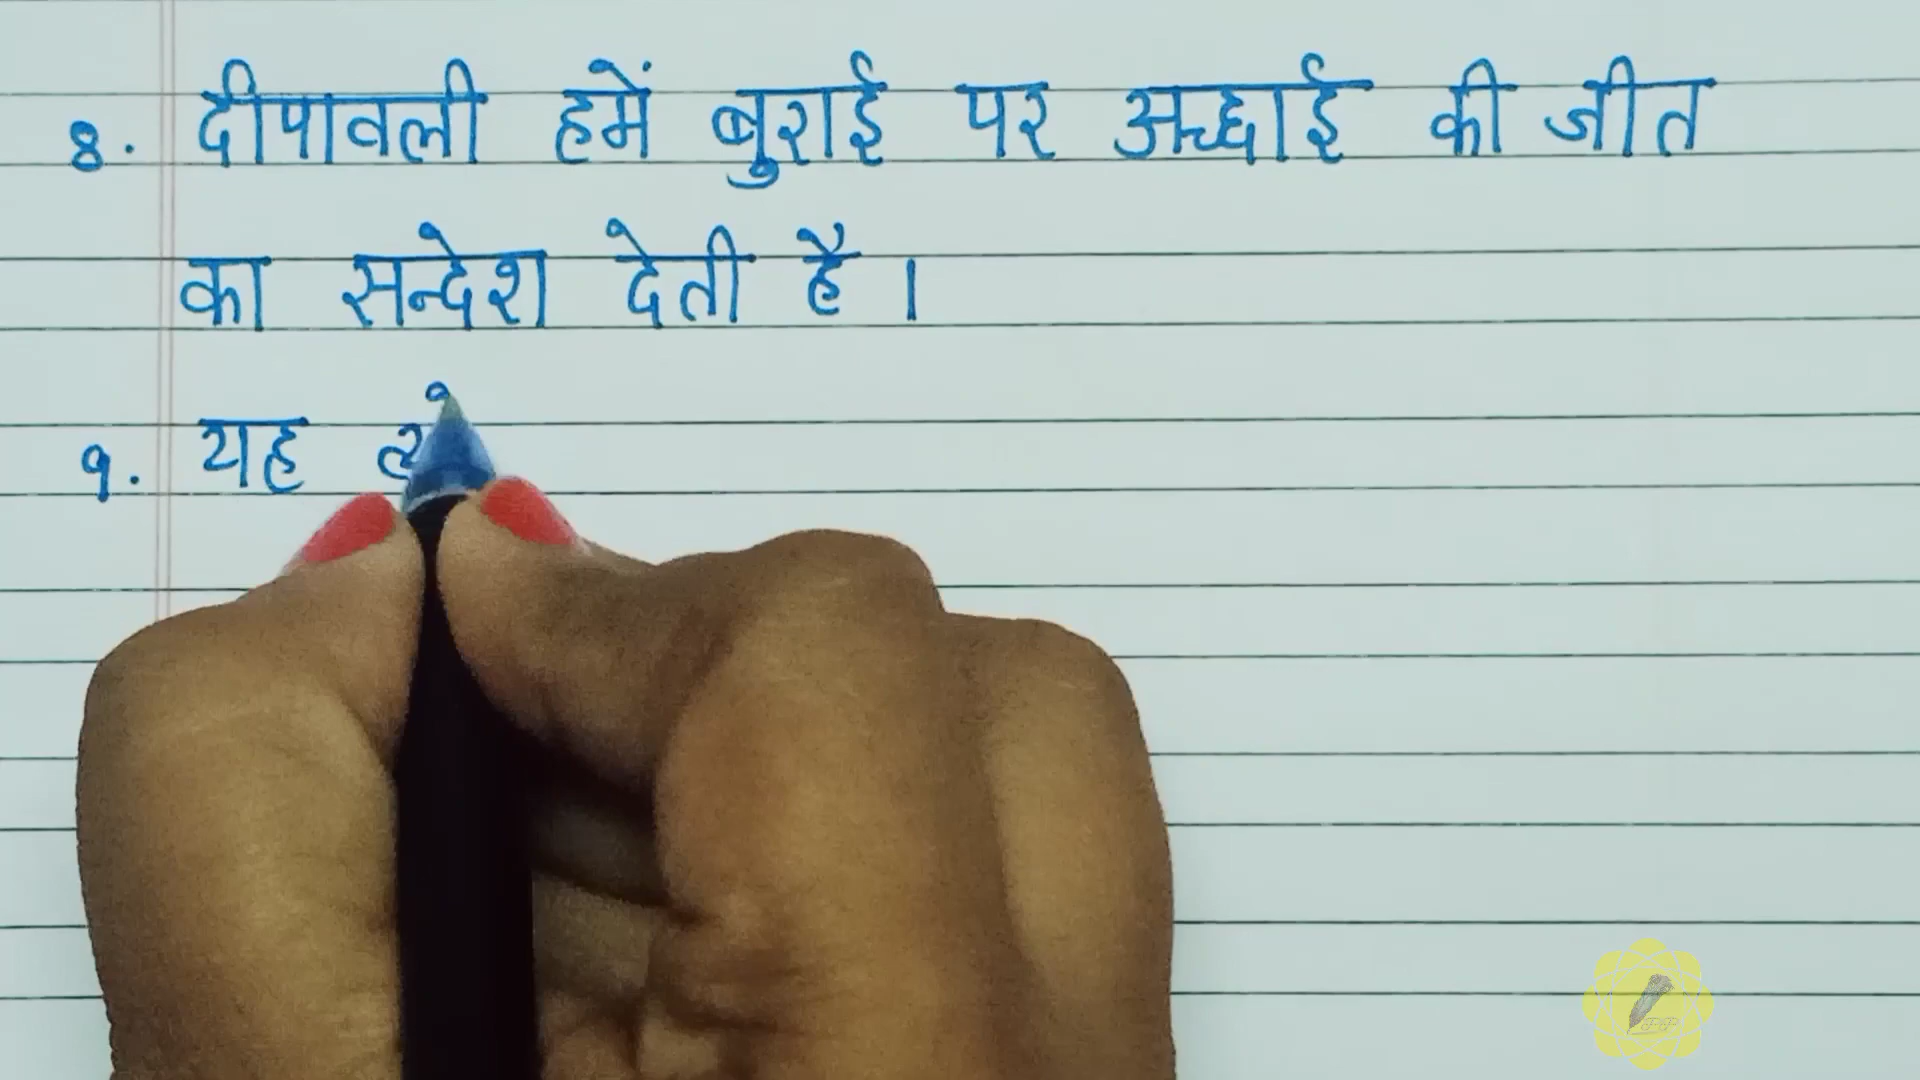 8. दीपावली हमें बुराई पर अच्छाई की जीत
का सन्देश देती है ।
9. यह